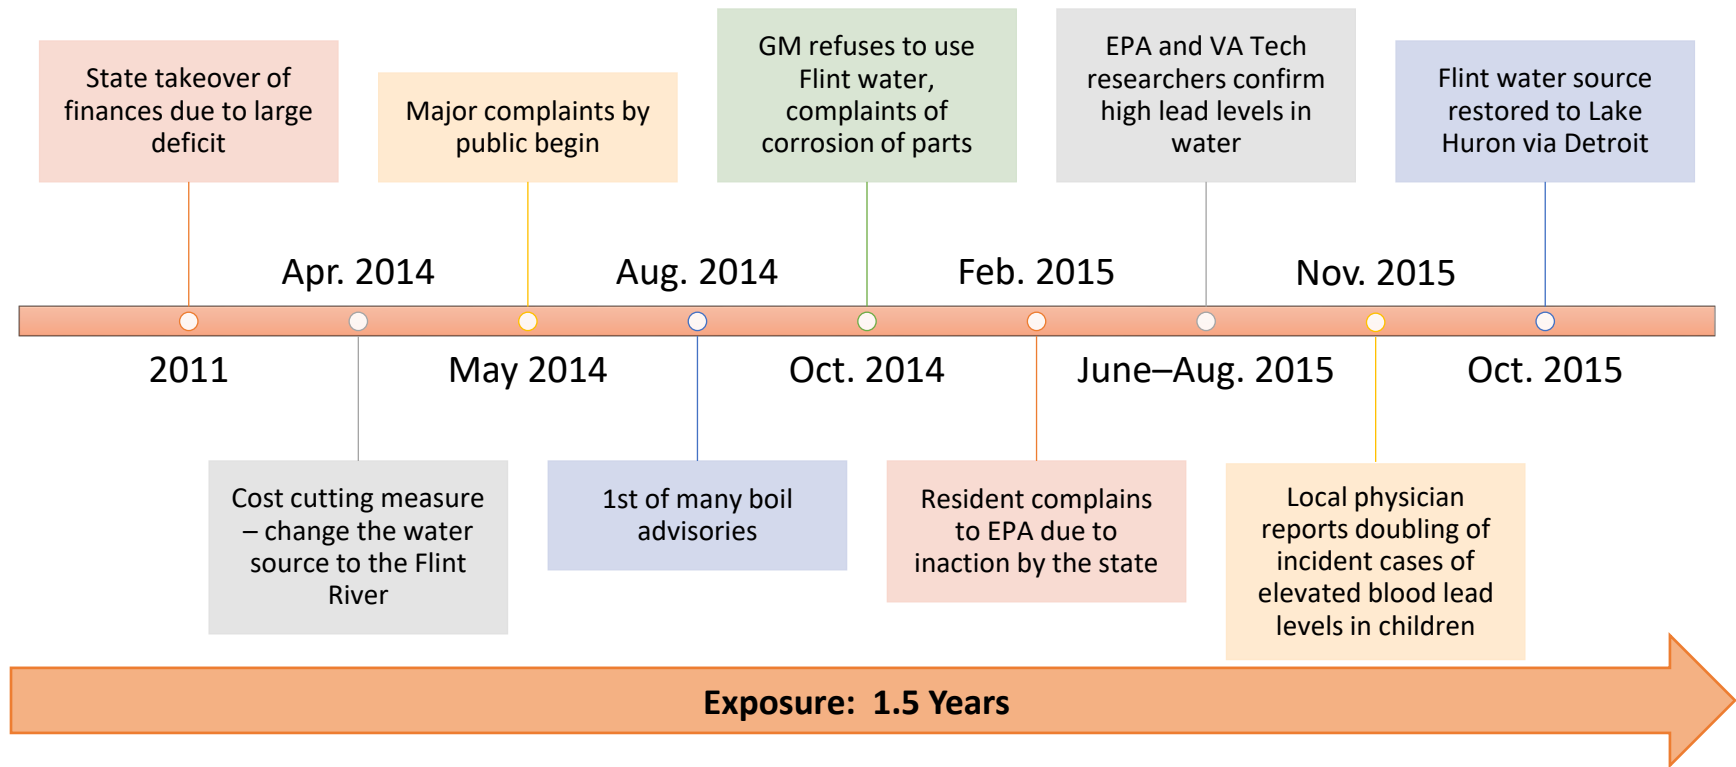 State takeover of
finances due to large
deficit
Major complaints by
public begin
GM refuses to use
Flint water,
complaints of
corrosion of parts
EPA and VA Tech
researchers confirm
high lead levels in
water
Flint water source
restored to Lake
Huron via Detroit
Apr. 2014
Aug. 2014
Feb. 2015
Nov. 2015
2011
May 2014
Oct. 2014
June–Aug. 2015
Oct. 2015
Cost cutting measure
– change the water
source to the Flint
River
1st of many boil
advisories
Resident complains
to EPA due to
inaction by the state
Local physician
reports doubling of
incident cases of
elevated blood lead
levels in children
Exposure: 1.5 Years